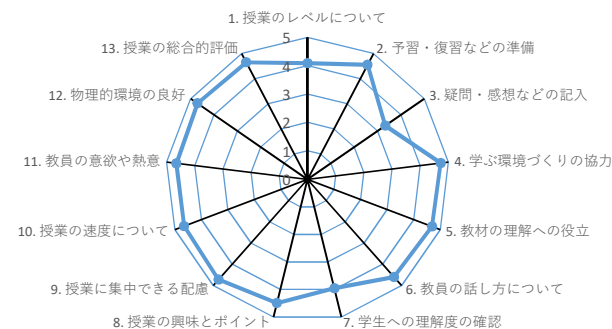 1. 授業のレベルについて
2. 予習・復習などの準備
3. 疑問・感想などの記入
4. 学ぶ環境づくりの協力
5. 教材の理解への役立
6. 教員の話し方について
7. 学生への理解度の確認
8. 授業の興味とポイント
9. 授業に集中できる配慮
10. 授業の速度について
11. 教員の意欲や熱意
12. 物理的環境の良好
13. 授業の総合的評価
5
4
3
2
1
0